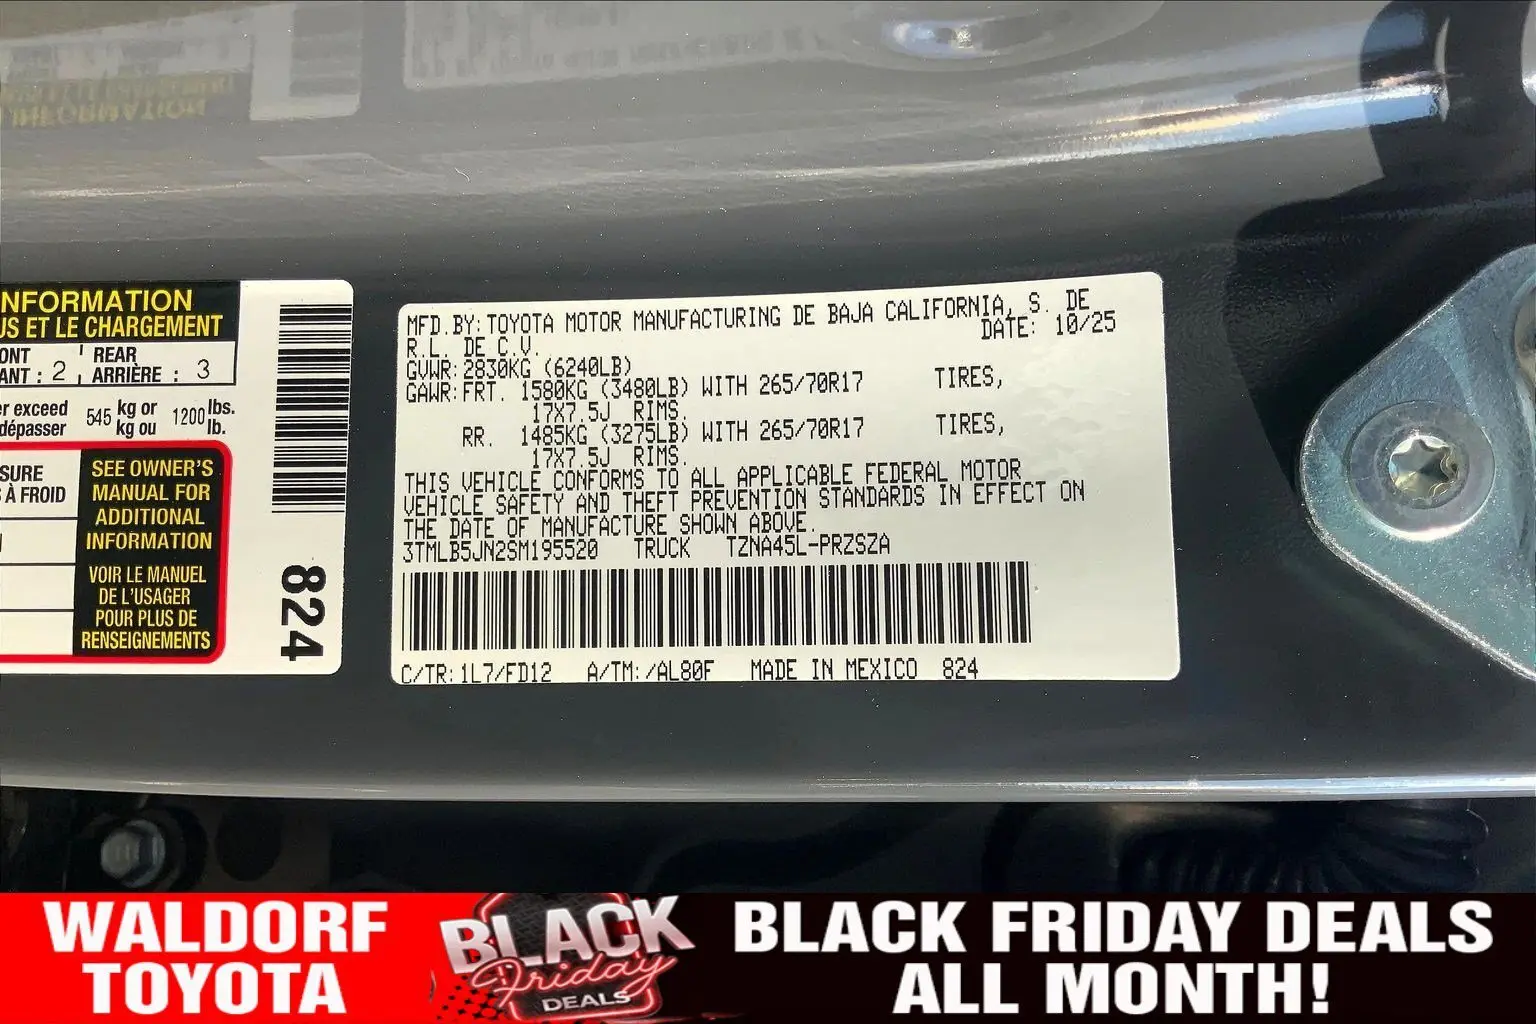 NFORMATION
US ET LE CHARGEMENT
ONT
ANT : 2
REAR
ARRIÈRE : 3
er exceed
dépasser
545 kg or
kg ou
1200 lbs.
lb.
SURE
À FROID
SEE OWNER'S
MANUAL FOR
ADDITIONAL
INFORMATION
VOIR LE MANUEL
DE L'USAGER
POUR PLUS DE
RENSEIGNEMENTS
824
MFD.BY: TOYOTA MOTOR MANUFACTURING DE BAJA CALIFORNIA, S. DE
R.L. DE C.V. DATE: 10/25
GVWR: 2830KG (6240LB)
GAWR: FRT. 1580KG (3480LB) WITH 265/70R17 TIRES,
17X7.5J RIMS.
RR. 1485KG (3275LB) WITH 265/70R17 TIRES,
17X7.5J RIMS.
THIS VEHICLE CONFORMS TO ALL APPLICABLE FEDERAL MOTOR
VEHICLE SAFETY AND THEFT PREVENTION STANDARDS IN EFFECT ON
THE DATE OF MANUFACTURE SHOWN ABOVE.
3TMLB5JN2SM195520 TRUCK TZNA45L-PRZSZA
C/TR: 1L7/FD12 A/TM: /AL80F MADE IN MEXICO 824
WALDORF
TOYOTA
BLACK
Friday
DEALS
BLACK FRIDAY DEALS
ALL MONTH!